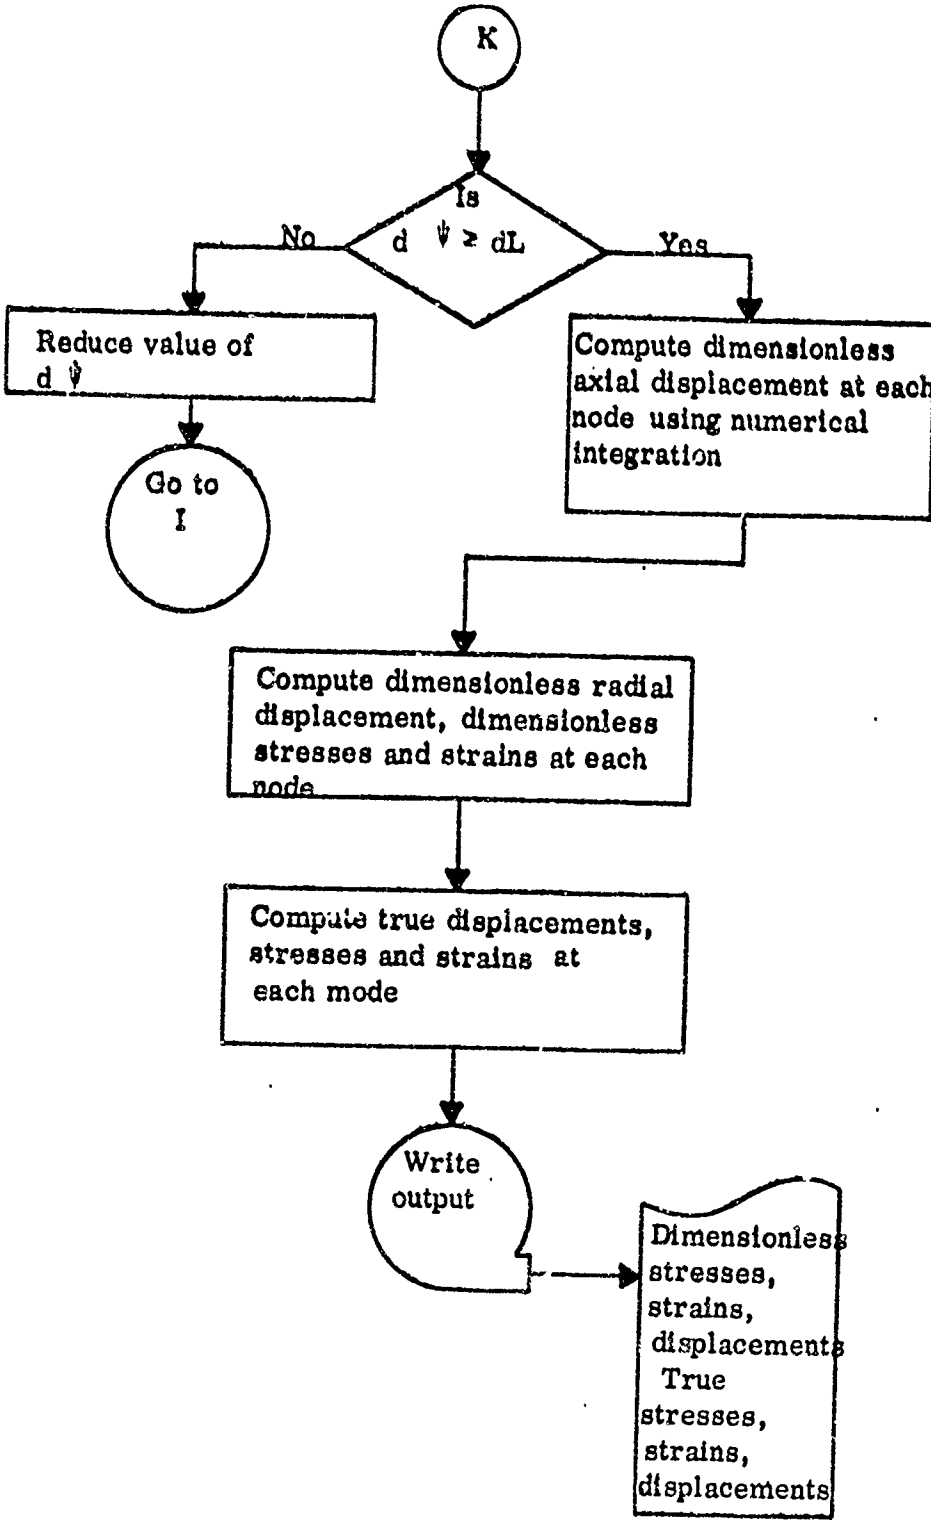 K
Is
d ψ ≥ dL
No
Yes
Reduce value of
d ψ
Go to
I
Compute dimensionless
axial displacement at each
node using numerical
integration
Compute dimensionless radial
displacement, dimensionless
stresses and strains at each
node
Compute true displacements,
stresses and strains at
each mode
Write
output
Dimensionless
stresses,
strains,
displacements
True
stresses,
strains,
displacements